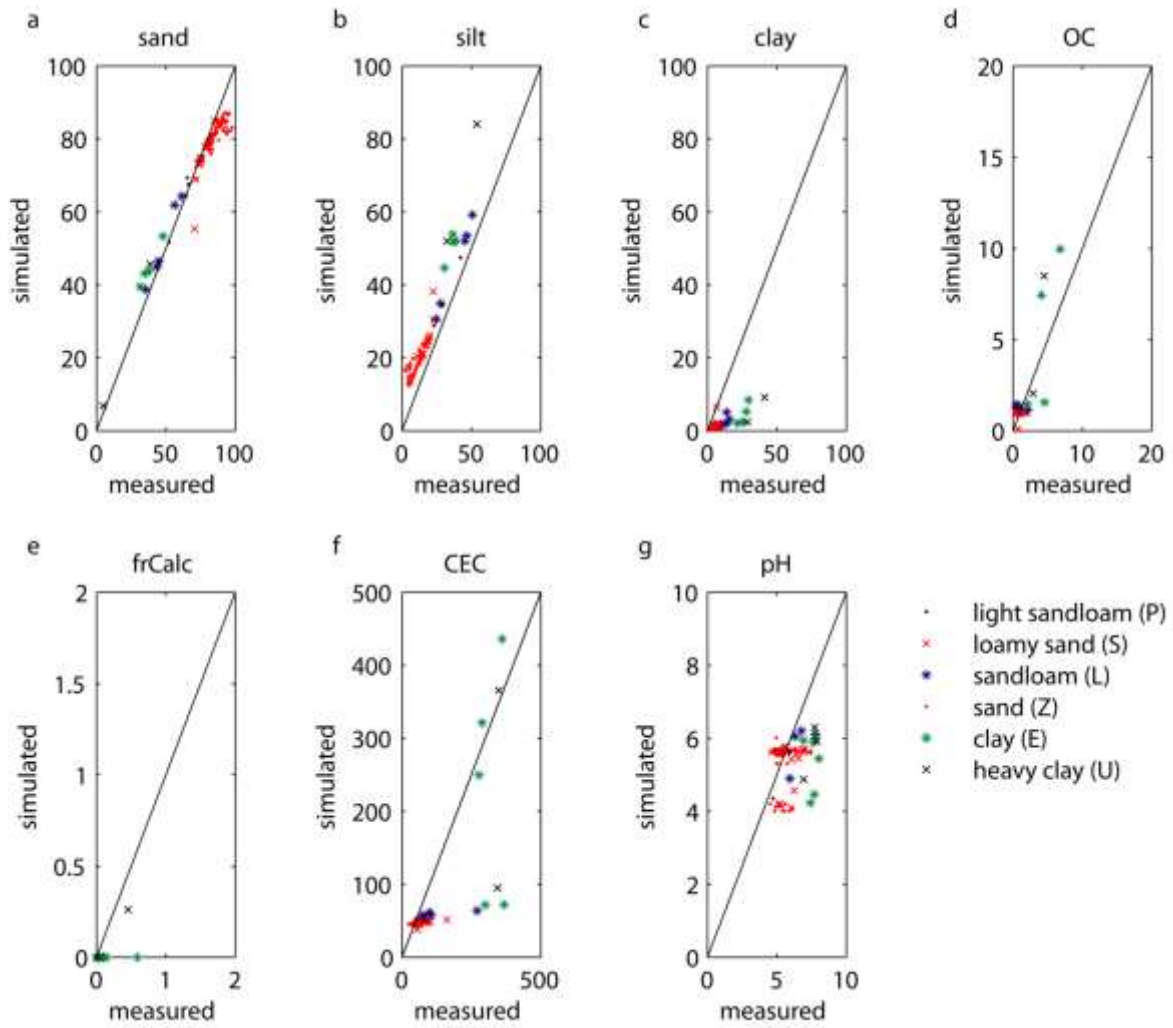 a
sand
100
80
60
40
20
0
simulated
0 50 100
measured
b
silt
100
80
60
40
20
0
simulated
0 50 100
measured
c
clay
100
80
60
40
20
0
simulated
0 50 100
measured
d
OC
20
15
10
5
0
simulated
0 10 20
measured
e
frCalc
2
1.5
1
0.5
0
simulated
0 1 2
measured
f
CEC
500
400
300
200
100
0
simulated
0 500
measured
g
pH
10
8
6
4
2
0
simulated
0 5 10
measured
light sandloam (P)
loamy sand (S)
sandloam (L)
sand (Z)
clay (E)
heavy clay (U)